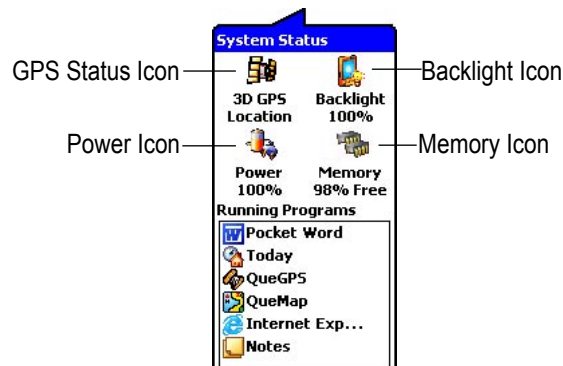 System Status
GPS Status Icon
Backlight Icon
3D GPS
Location
Backlight
100%
Power Icon
Memory Icon
Power
100%
Memory
98% Free
Running Programs
Pocket Word
Today
QueGPS
QueMap
Internet Exp...
Notes